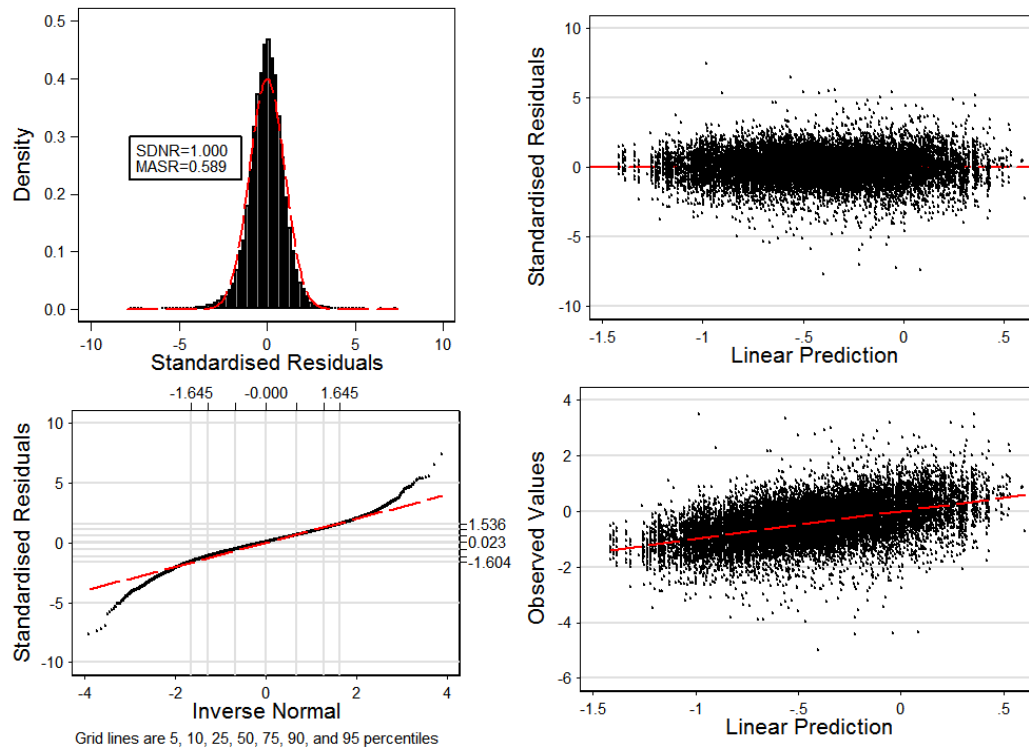 0.5
0.4
0.3
0.2
0.1
0.0
Density
SDNR=1.000
MASR=0.589
-10 -5 0 5 10
Standardised Residuals
10
5
0
-5
-10
Standardised Residuals
-1.5 -1 -.5 0 .5
Linear Prediction
-1.645 -0.000 1.645
10
5
0
-5
-10
Standardised Residuals
1.536
0.023
-1.604
-4 -2 0 2 4
Inverse Normal
Grid lines are 5, 10, 25, 50, 75, 90, and 95 percentiles
4
2
0
-2
-4
-6
Observed Values
-1.5 -1 -.5 0 .5
Linear Prediction